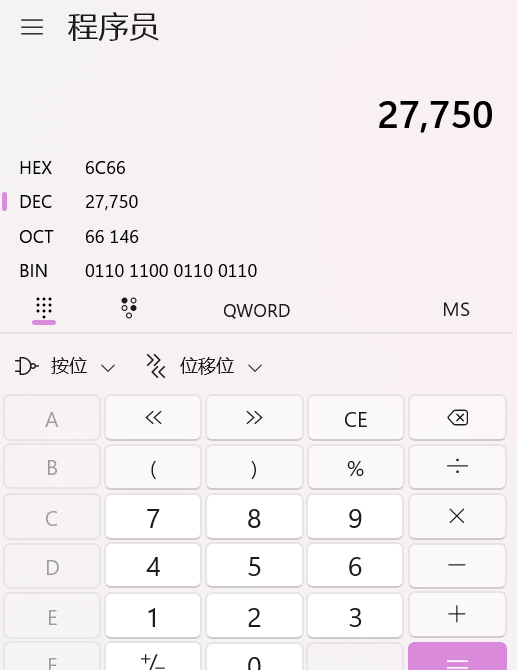 程序员
27,750
HEX 6C66
DEC 27,750
OCT 66 146
BIN 0110 1100 0110 0110
QWORD MS
按位 位移位
A << >> CE
B ( ) % ÷
C 7 8 9 ×
D 4 5 6 −
E 1 2 3 +
F +/− 0 =